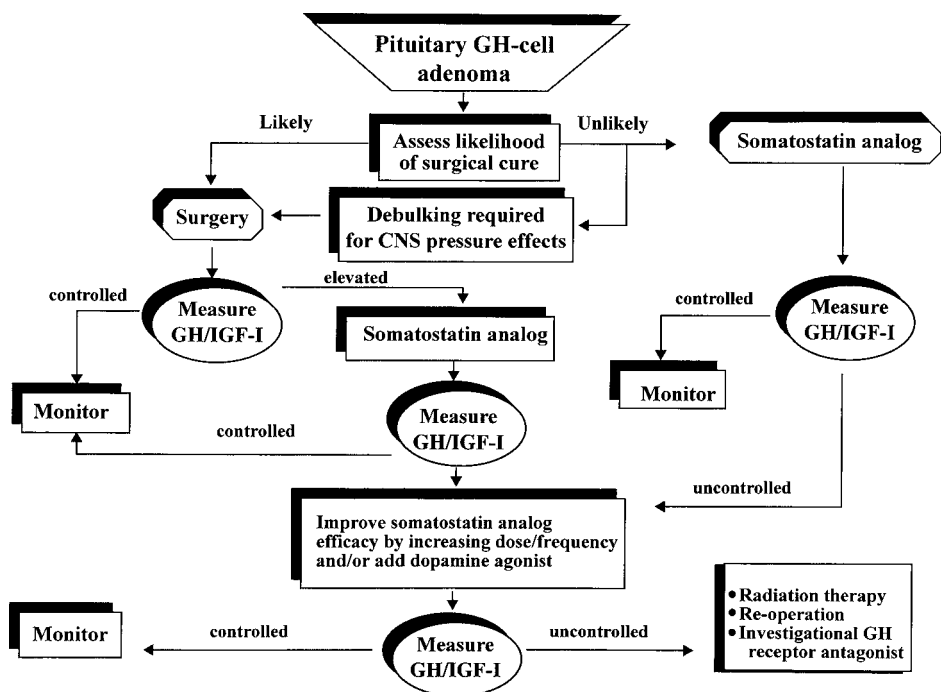 Pituitary GH-cell
adenoma
Likely
Assess likelihood
of surgical cure
Unlikely
Somatostatin analog
Surgery
Debulking required
for CNS pressure effects
controlled
Measure
GH/IGF-I
elevated
Somatostatin analog
controlled
Measure
GH/IGF-I
Monitor
Monitor
controlled
Measure
GH/IGF-I
uncontrolled
Improve somatostatin analog
efficacy by increasing dose/frequency
and/or add dopamine agonist
Monitor
controlled
Measure
GH/IGF-I
uncontrolled
• Radiation therapy
• Re-operation
• Investigational GH
receptor antagonist